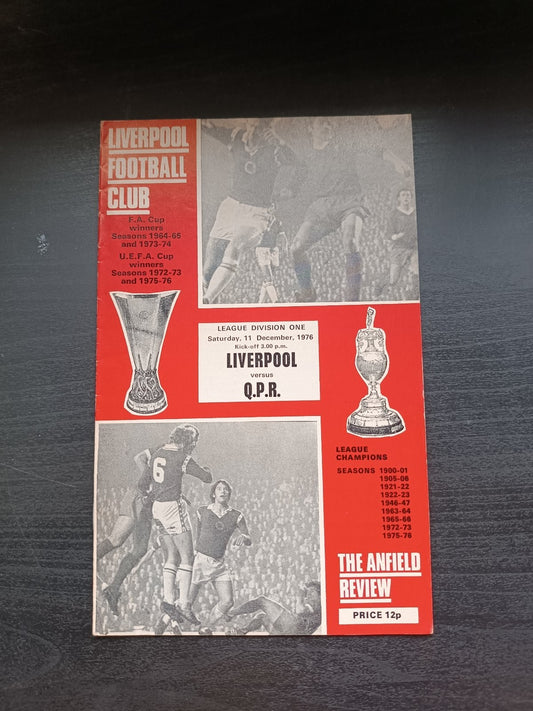 LIVERPOOL
FOOTBALL
CLUB
F.A. Cup
winners
Seasons 1964-65
and 1973-74
U.E.F.A. Cup
winners
Seasons 1972-73
and 1975-76
LEAGUE DIVISION ONE
Saturday, 11 December, 1976
Kick-off 3.00 p.m.
LIVERPOOL
versus
Q.P.R.
6
LEAGUE
CHAMPIONS
SEASONS 1900-01
1905-06
1921-22
1922-23
1946-47
1963-64
1965-66
1972-73
1975-76
THE ANFIELD
REVIEW
PRICE 12p